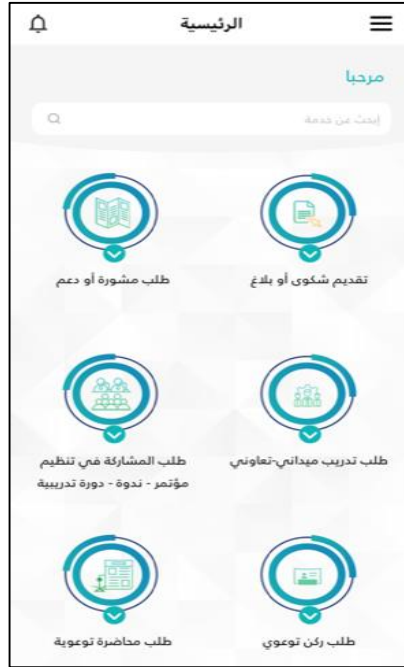 الرئيسية
مرحبا
إبحث عن خدمة
تقديم شكوى أو بلاغ
طلب مشورة أو دعم
طلب تدريب ميداني-تعاوني
طلب المشاركة في تنظيم
مؤتمر - ندوة - دورة تدريبية
طلب ركن توعوي
طلب محاضرة توعوية